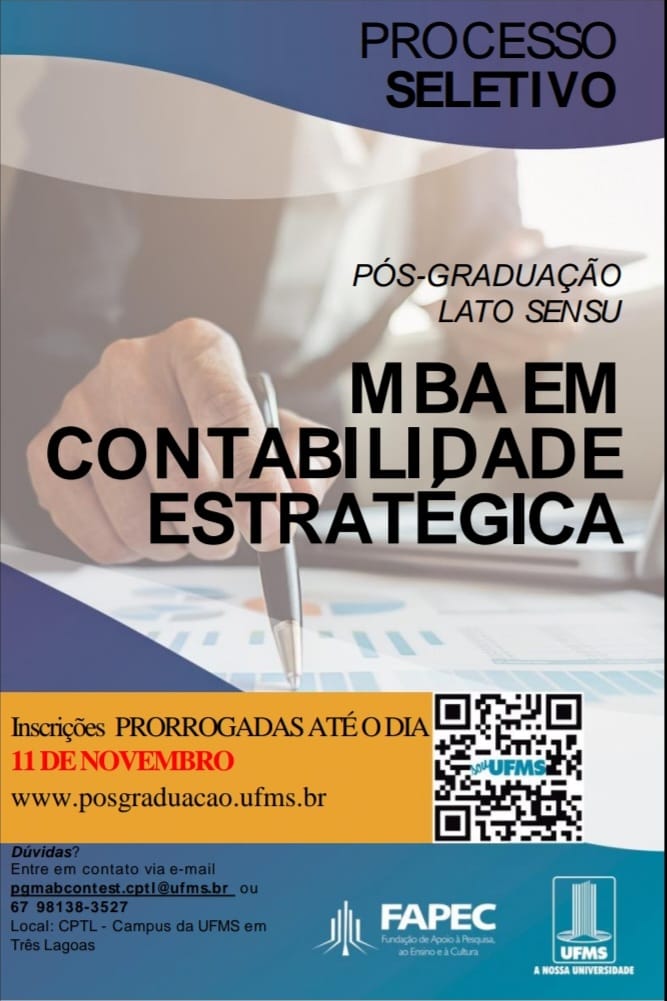 PROCESSO
SELETIVO
PÓS-GRADUAÇÃO
LATO SENSU
MBA EM
CONTABILIDADE
ESTRATÉGICA
Inscrições PRORROGADAS ATÉ O DIA
11 DE NOVEMBRO
www.posgraduacao.ufms.br
souUFMS
Dúvidas?
Entre em contato via e-mail
pgmabcontest.cptl@ufms.br ou
67 98138-3527
Local: CPTL - Campus da UFMS em
Três Lagoas
FAPEC
Fundação de Apoio à Pesquisa,
ao Ensino e à Cultura
UFMS
A NOSSA UNIVERSIDADE